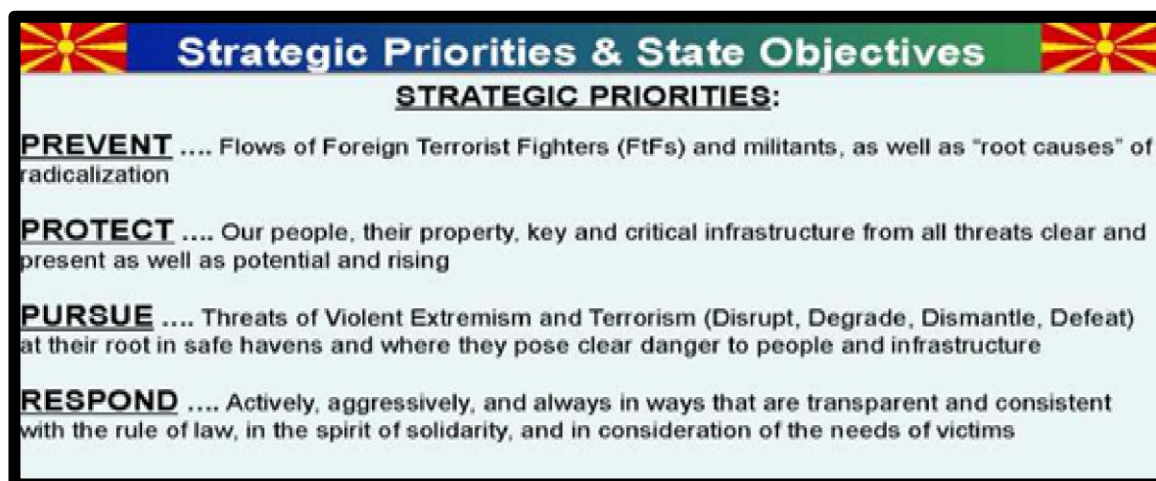 Strategic Priorities & State Objectives
STRATEGIC PRIORITIES:
PREVENT .... Flows of Foreign Terrorist Fighters (FtFs) and militants, as well as "root causes" of
radicalization
PROTECT .... Our people, their property, key and critical infrastructure from all threats clear and
present as well as potential and rising
PURSUE .... Threats of Violent Extremism and Terrorism (Disrupt, Degrade, Dismantle, Defeat)
at their root in safe havens and where they pose clear danger to people and infrastructure
RESPOND .... Actively, aggressively, and always in ways that are transparent and consistent
with the rule of law, in the spirit of solidarity, and in consideration of the needs of victims